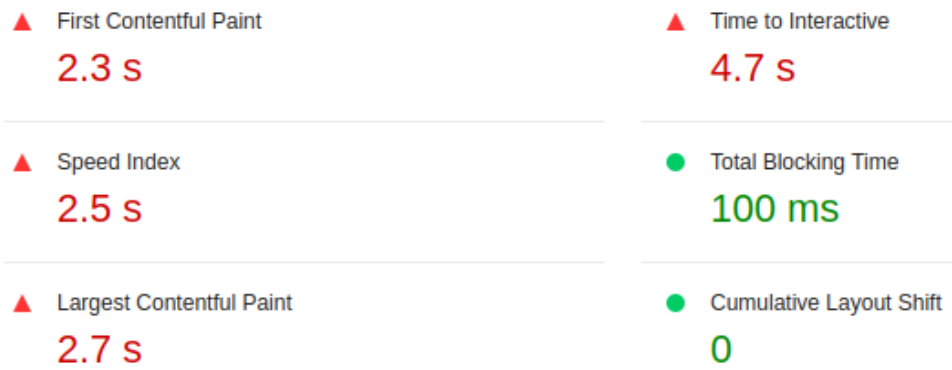 First Contentful Paint
2.3 s
Time to Interactive
4.7 s
Speed Index
2.5 s
Total Blocking Time
100 ms
Largest Contentful Paint
2.7 s
Cumulative Layout Shift
0